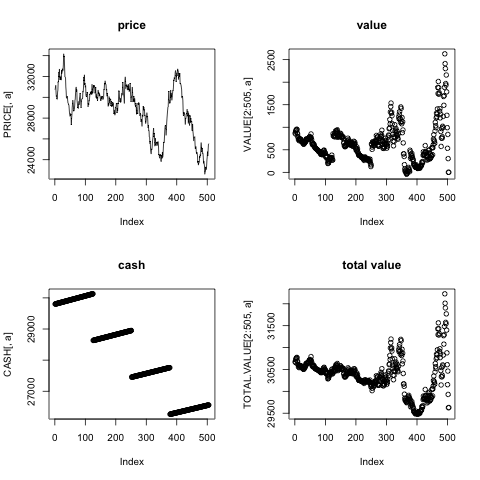 price
PRICE[, a]
24000 28000 32000
0 100 200 300 400 500
Index
value
VALUE[2:505, a]
0 500 1500 2500
0 100 200 300 400 500
Index
cash
CASH[, a]
27000 29000
0 100 200 300 400 500
Index
total value
TOTAL.VALUE[2:505, a]
29500 30500 31500
0 100 200 300 400 500
Index